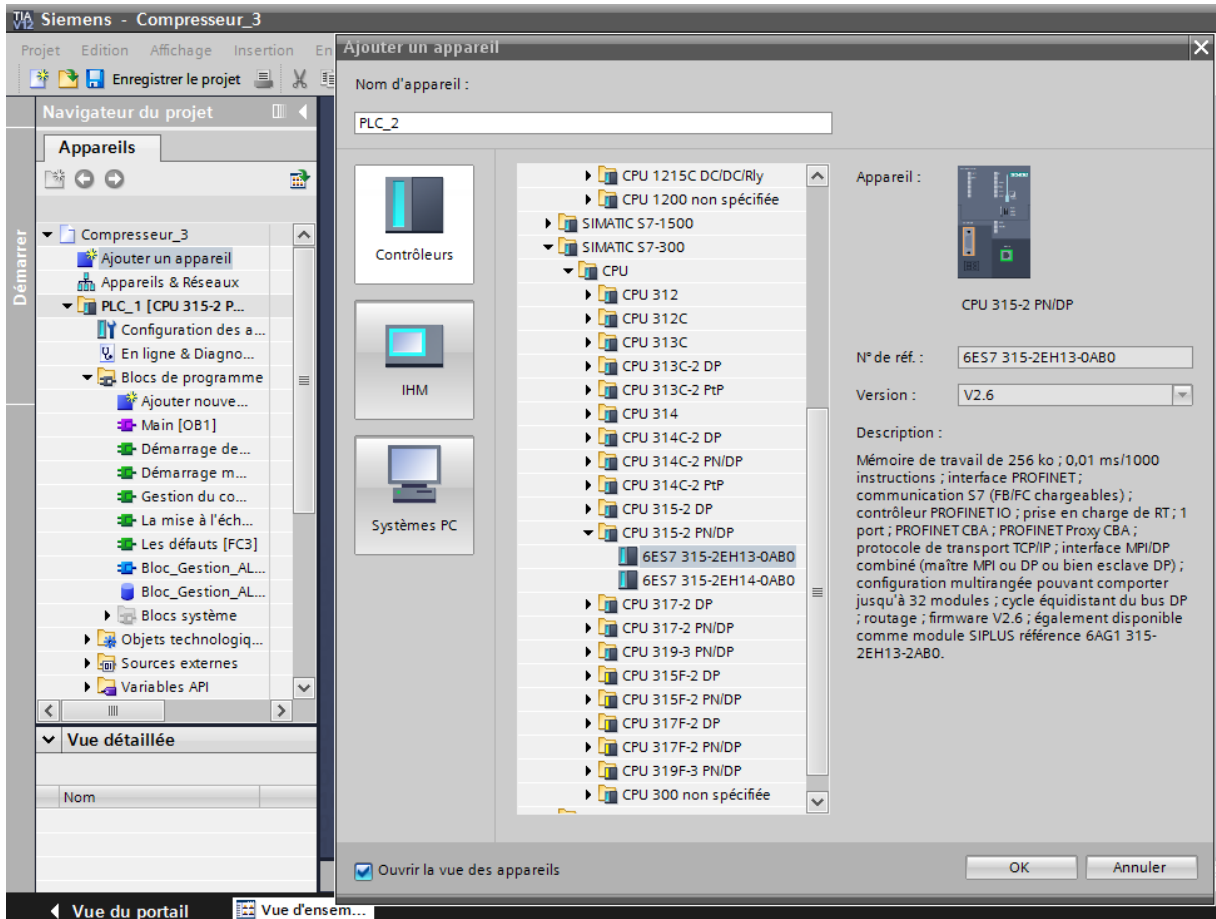 Siemens - Compresseur_3
Projet Edition Affichage Insertion En
Enregistrer le projet
Navigateur du projet
Appareils
Démarrer
Compresseur_3
Ajouter un appareil
Appareils & Réseaux
PLC_1 [CPU 315-2 P...
Configuration des a...
En ligne & Diagno...
Blocs de programme
Ajouter nouve...
Main [OB1]
Démarrage de...
Démarrage m...
Gestion du co...
La mise à l'éch...
Les défauts [FC3]
Bloc_Gestion_AL...
Bloc_Gestion_AL...
Blocs système
Objets technologiq...
Sources externes
Variables API
Vue détaillée
Nom
Vue du portail
Vue d'ensem...
Ajouter un appareil
Nom d'appareil :
PLC_2
Contrôleurs
IHM
Systèmes PC
CPU 1215C DC/DC/Rly
CPU 1200 non spécifiée
SIMATIC S7-1500
SIMATIC S7-300
CPU
CPU 312
CPU 312C
CPU 313C
CPU 313C-2 DP
CPU 313C-2 PtP
CPU 314
CPU 314C-2 DP
CPU 314C-2 PN/DP
CPU 314C-2 PtP
CPU 315-2 DP
CPU 315-2 PN/DP
6ES7 315-2EH13-0AB0
6ES7 315-2EH14-0AB0
CPU 317-2 DP
CPU 317-2 PN/DP
CPU 319-3 PN/DP
CPU 315F-2 DP
CPU 315F-2 PN/DP
CPU 317F-2 DP
CPU 317F-2 PN/DP
CPU 319F-3 PN/DP
CPU 300 non spécifiée
Appareil :
CPU 315-2 PN/DP
N° de réf. :
6ES7 315-2EH13-0AB0
Version :
V2.6
Description :
Mémoire de travail de 256 ko ; 0,01 ms/1000
instructions ; interface PROFINET ;
communication S7 (FB/FC chargeables) ;
contrôleur PROFINET IO ; prise en charge de RT ; 1
port ; PROFINET CBA ; PROFINET Proxy CBA ;
protocole de transport TCP/IP ; interface MPI/DP
combiné (maître MPI ou DP ou bien esclave DP) ;
configuration multirangée pouvant comporter
jusqu'à 32 modules ; cycle équidistant du bus DP
; routage ; firmware V2.6 ; également disponible
comme module SIPLUS référence 6AG1 315-
2EH13-2AB0.
Ouvrir la vue des appareils
OK
Annuler